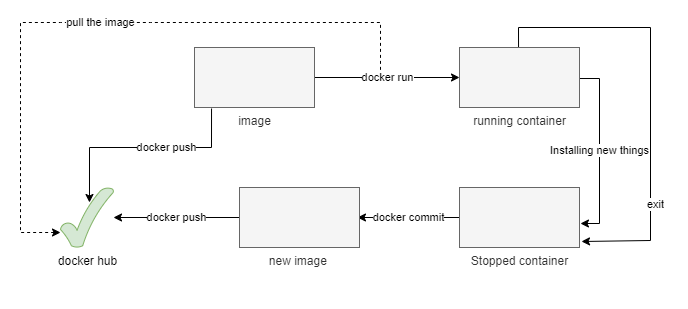 pull the image
docker run
image
running container
docker push
Installing new things
exit
docker push
docker commit
docker hub
new image
Stopped container